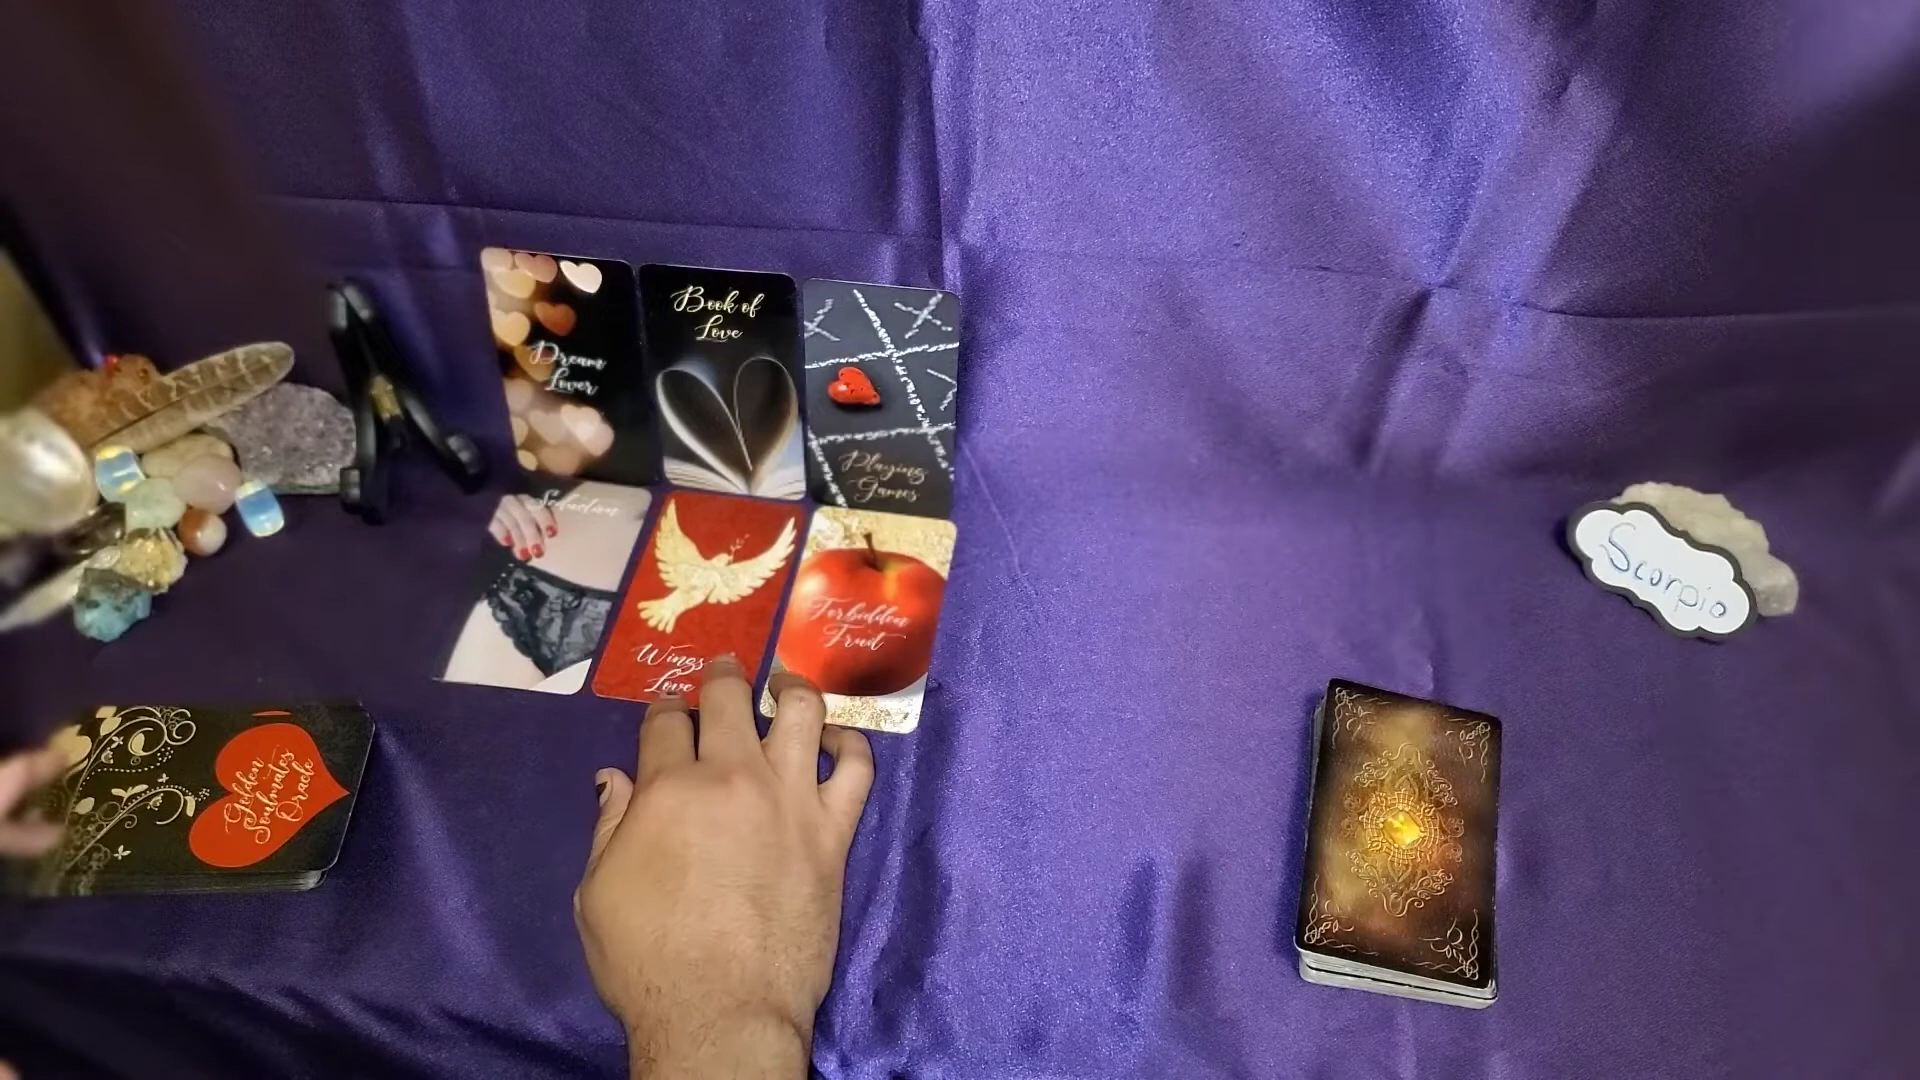 Dream
Lover
Book of
Love
Playing
Games
Seduction
Wings
Love
Forbidden
Fruit
Scorpio
Golden
Soulmates
Oracle